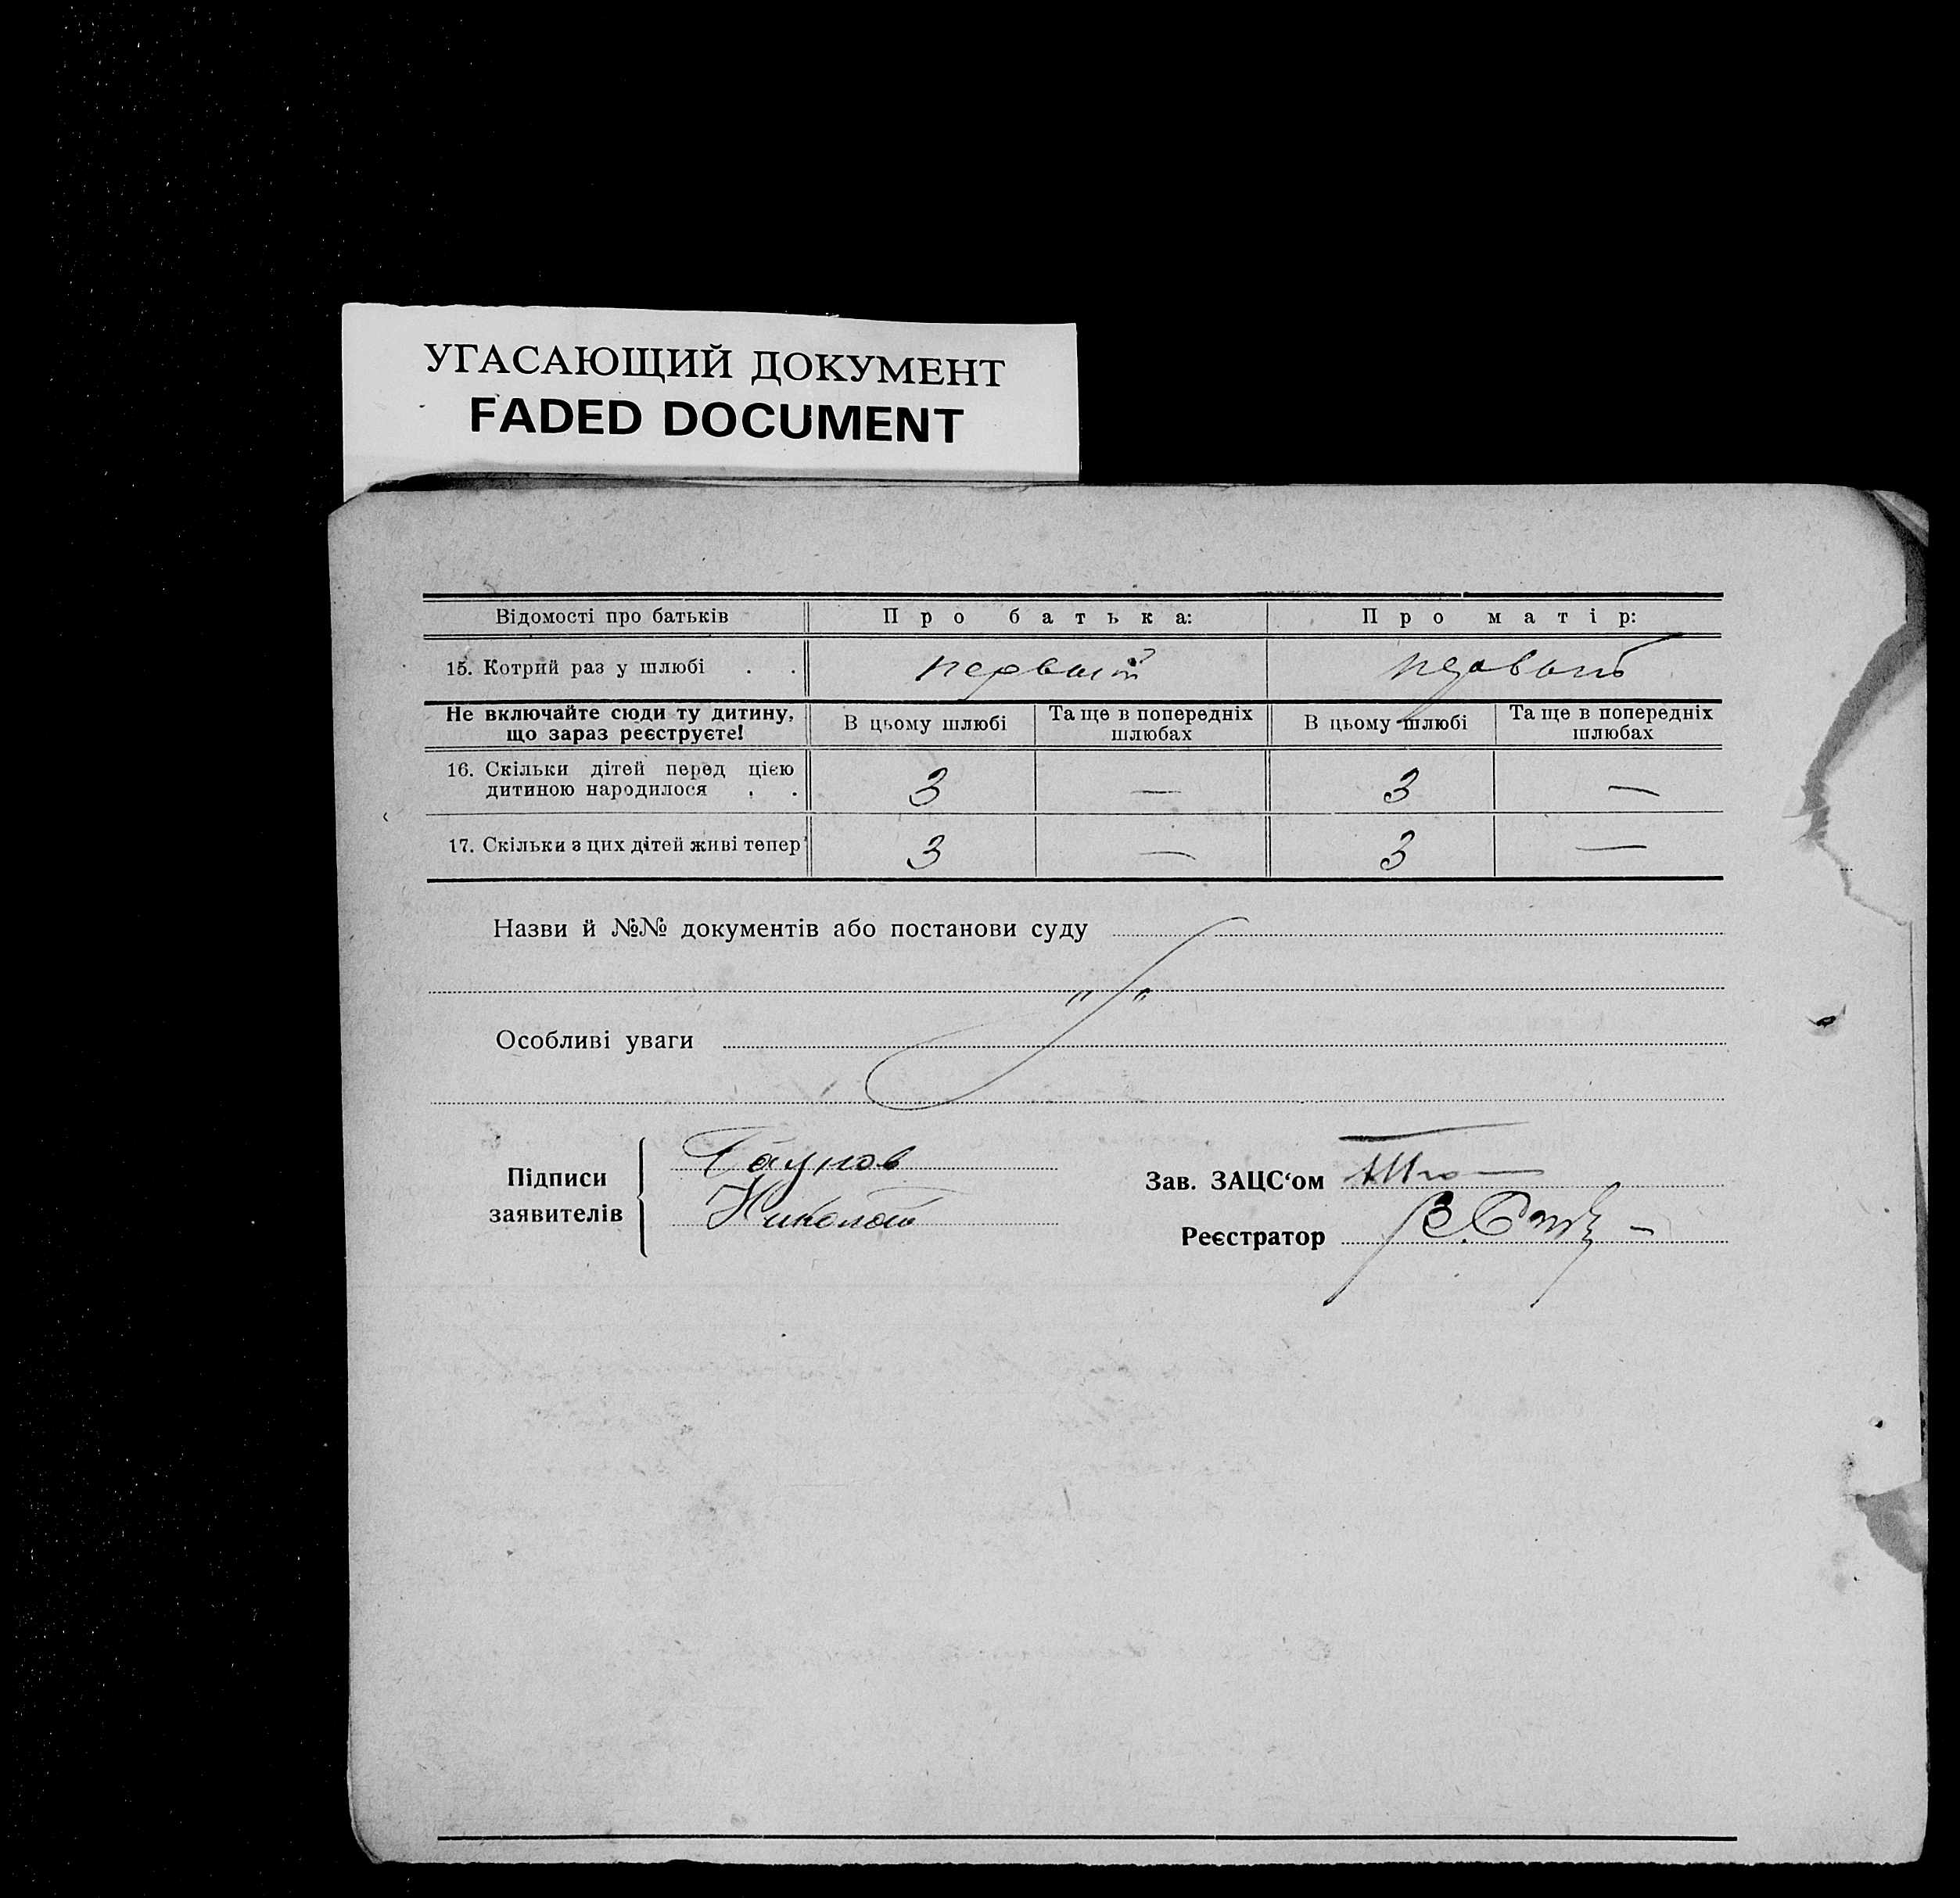 УГАСАЮЩИЙ ДОКУМЕНТ
FADED DOCUMENT
Відомості про батьків Про батька: Про матір:
15. Котрий раз у шлюбі . . первый первый
Не включайте сюди ту дитину, що зараз реєструєте! В цьому шлюбі Та ще в попередніх шлюбах В цьому шлюбі Та ще в попередніх шлюбах
16. Скільки дітей перед цією
дитиною народилося . . 3 — 3 —
17. Скільки з цих дітей живі тепер 3 — 3 —
Назви й №№ документів або постанови суду
" "
Особливі уваги
Підписи
заявителів
Зав. ЗАЦС‘ом
Реєстратор